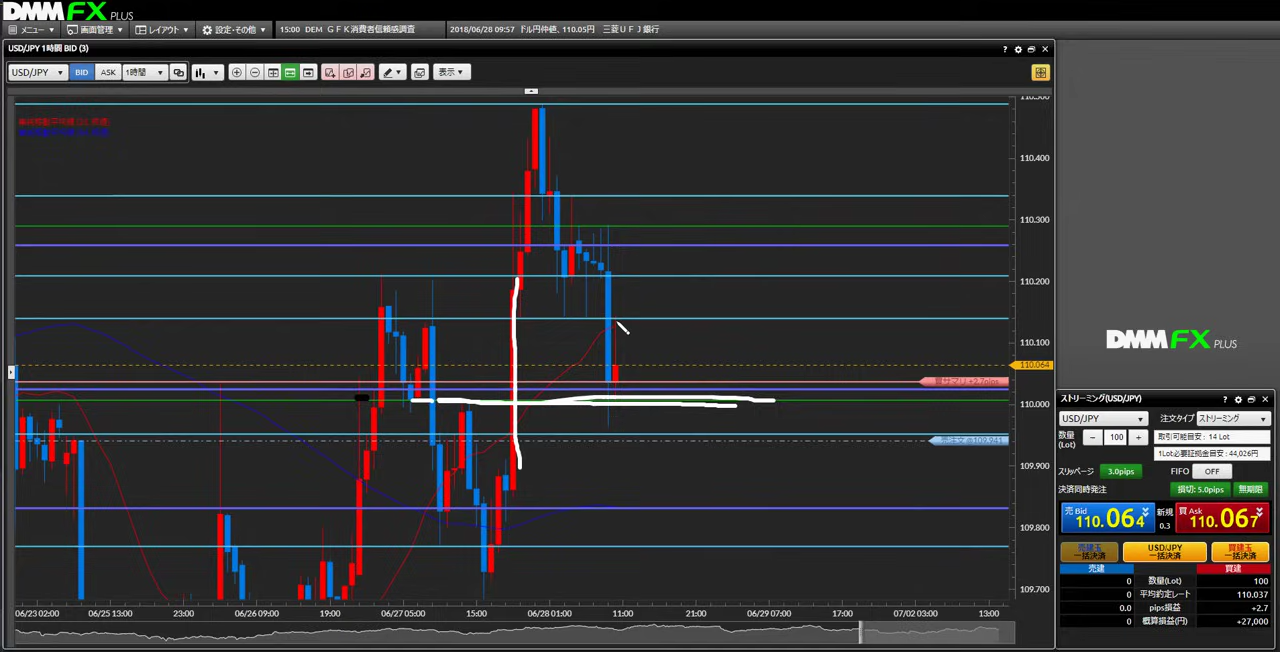 DMM FX PLUS
メニュー 画面管理 レイアウト 設定・その他 15:00 DEM GFK消費者信頼感調査 2018/06/28 09:57 ドル円仲値、110.05円 三菱UFJ銀行
USD/JPY 1時間 BID (3)
USD/JPY BID ASK 1時間 表示
110.400
110.300
110.200
110.100
110.064
110.000
109.900
109.800
109.700
06/23 02:00 06/25 13:00 23:00 06/26 09:00 19:00 06/27 05:00 15:00 06/28 01:00 11:00 21:00 06/29 07:00 17:00 07/02 03:00 13:00
DMM FX PLUS
ストリーミング(USD/JPY)
USD/JPY 注文タイプ ストリーミング
数量(Lot) 100 取引可能目安：14 Lot
1Lot必要証拠金目安：44,026円
スリッページ 3.0pips FIFO OFF
決済同時発注 損切: 5.0pips 無期限
売 Bid 110.064 新規 0.3 買 Ask 110.067
売建玉 一括決済 USD/JPY 一括決済 買建玉 一括決済
売建 買建
0 数量(Lot) 100
0 平均約定レート 110.037
0.0 pips損益 +2.7
0 概算損益(円) +27,000